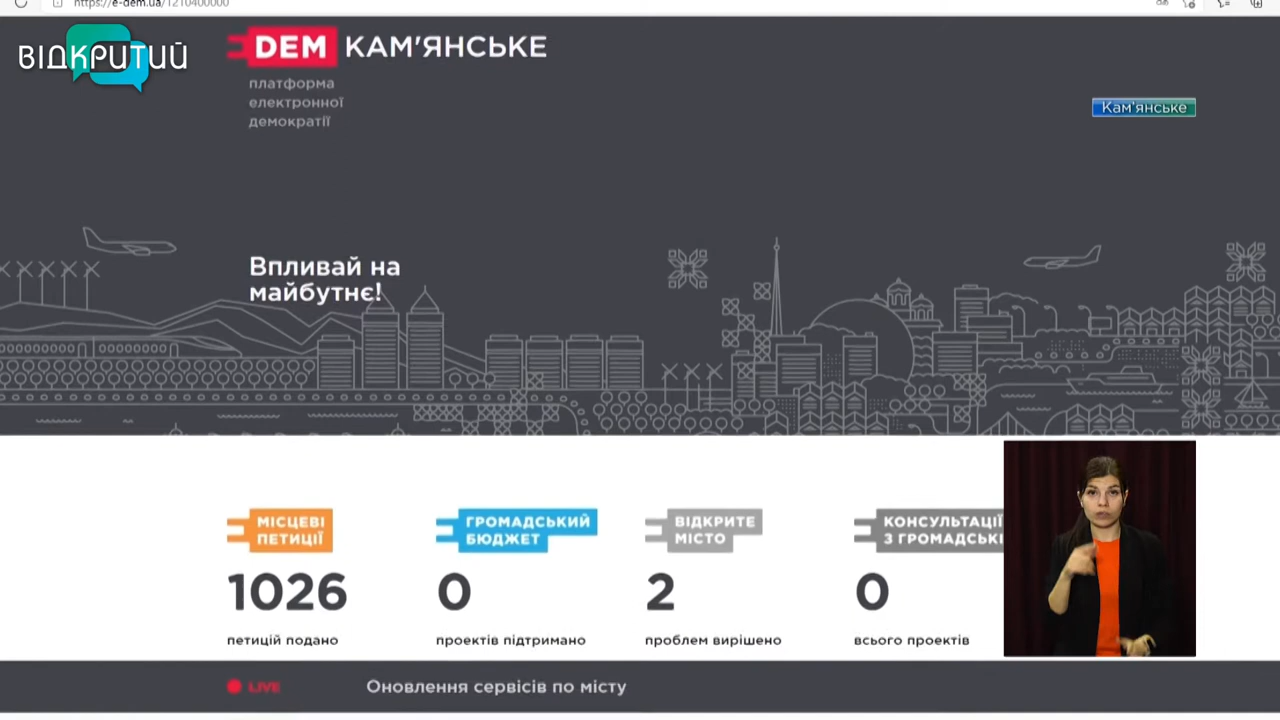 https://e-dem.ua/1210400000
ВІДКРИТИЙ
DEM КАМ'ЯНСЬКЕ
платформа
електронної
демократії
Кам'янське
Впливай на
майбутнє!
МІСЦЕВІ
ПЕТИЦІЇ
1026
петицій подано
ГРОМАДСЬКИЙ
БЮДЖЕТ
0
проектів підтримано
ВІДКРИТЕ
МІСТО
2
проблем вирішено
КОНСУЛЬТАЦІЇ
З ГРОМАДСЬКІ
0
всього проектів
LIVE
Оновлення сервісів по місту